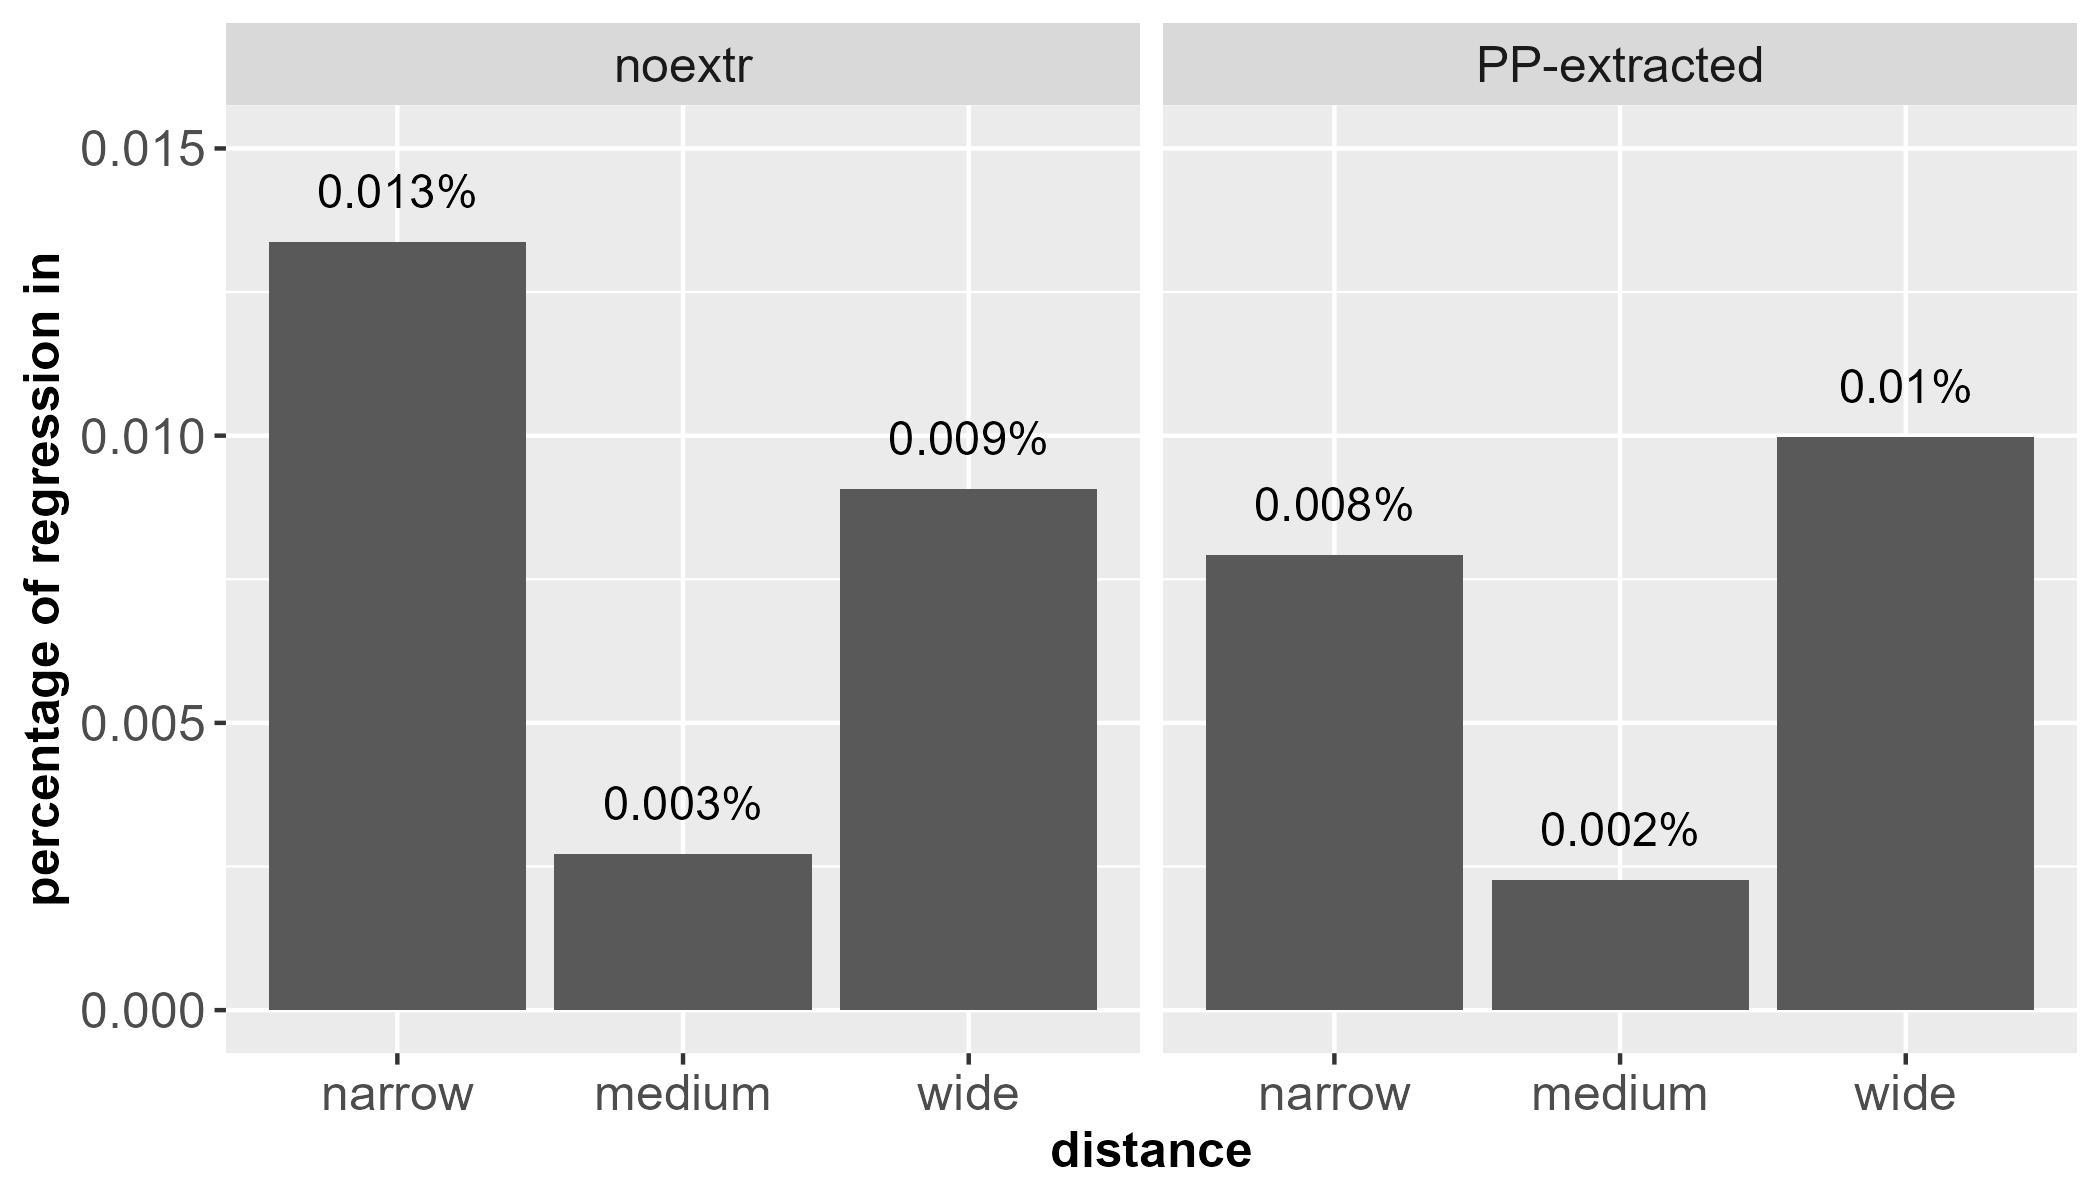 noextr
PP-extracted
percentage of regression in
0.015
0.010
0.005
0.000
0.013%
0.003%
0.009%
0.008%
0.002%
0.01%
narrow medium wide
narrow medium wide
distance